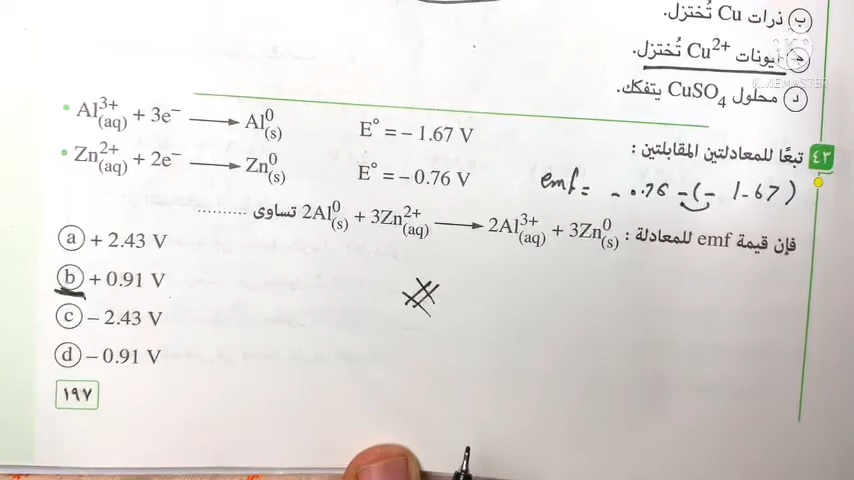 ب ذرات Cu تُختزل.
ج أيونات Cu²⁺ تُختزل.
د محلول CuSO₄ يتفكك.
KINEMASTER
٤٣ تبعًا للمعادلتين المقابلتين :
• Al³⁺(aq) + 3e⁻ ⟶ Al⁰(s) E° = – 1.67 V
• Zn²⁺(aq) + 2e⁻ ⟶ Zn⁰(s) E° = – 0.76 V
emf = - 0.76 - (- 1.67)
فإن قيمة emf للمعادلة : 2Al⁰(s) + 3Zn²⁺(aq) ⟶ 2Al³⁺(aq) + 3Zn⁰(s) تساوى ..........
a + 2.43 V
b + 0.91 V
c – 2.43 V
d – 0.91 V
١٩٧